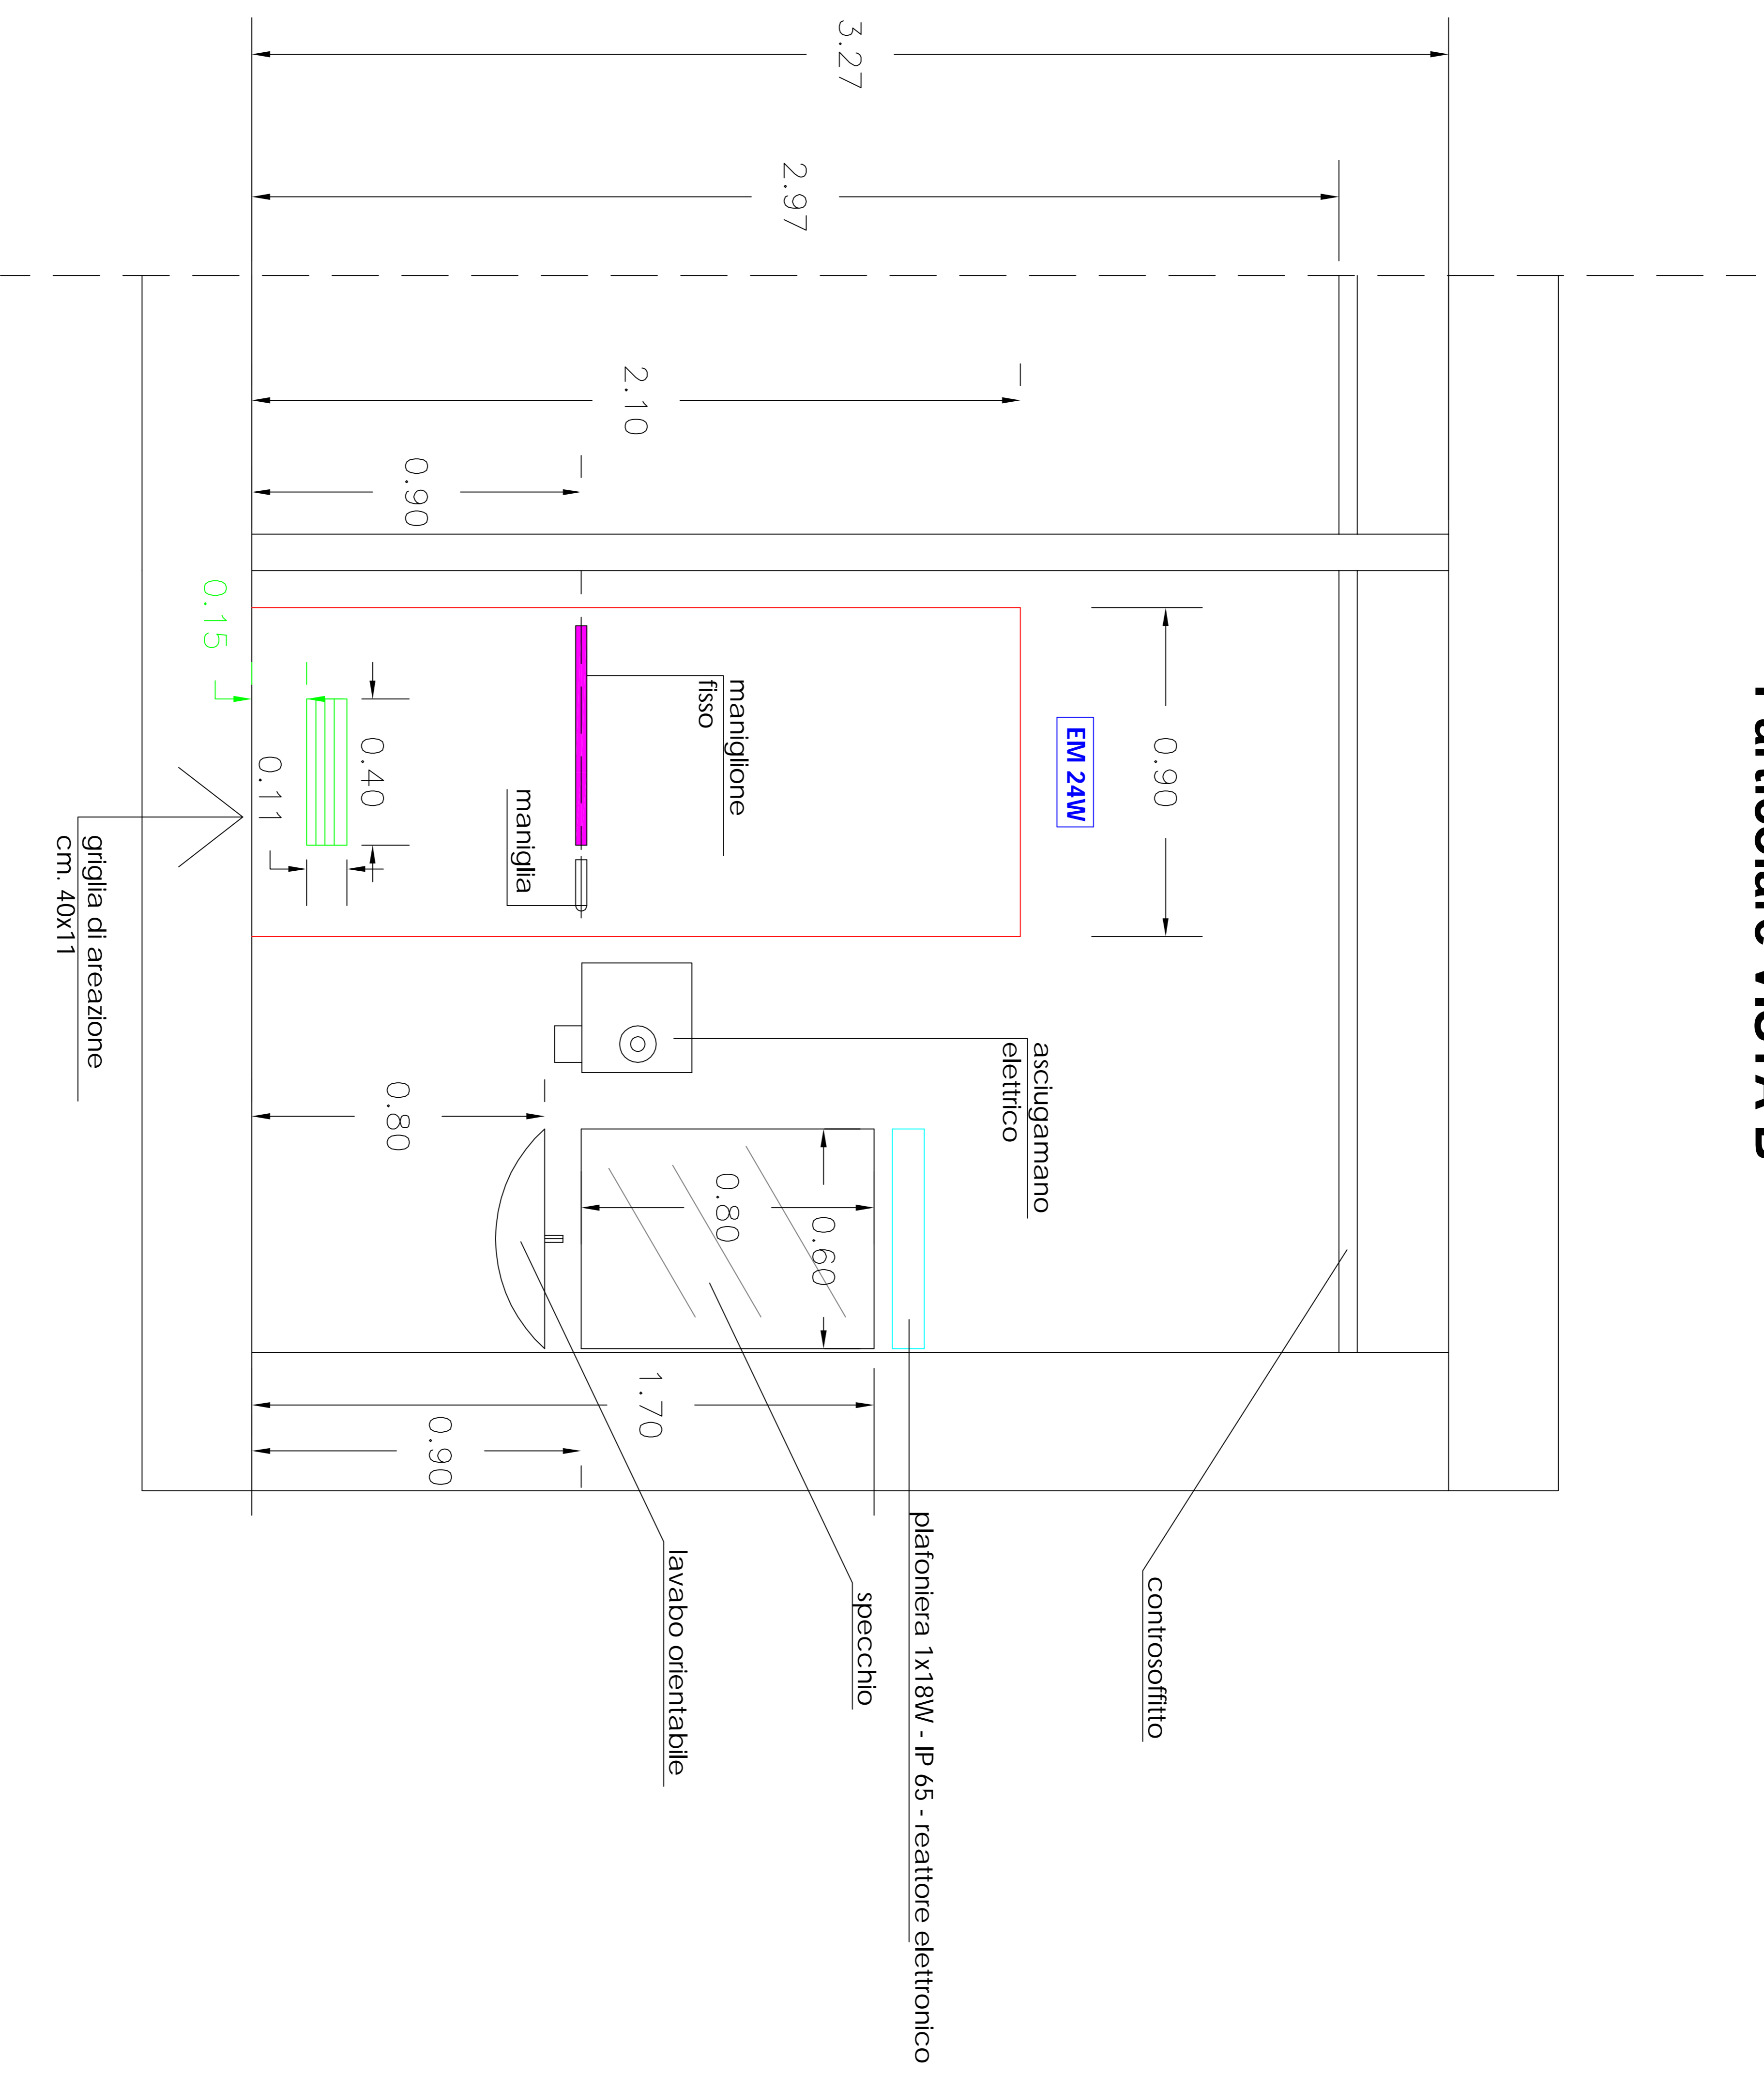 Particolare VISTA
0.90
controsoffitto
EM 24W
asciugamano
elettrico
plafoniera 1x18W - IP 65 - reattore elettronico
specchio
3.27
0.60
2.97
maniglione
fisso
0.80
lavabo orientabile
1.70
2.10
maniglia
0.90
0.90
0.80
0.40
0.11
0.15
griglia di areazione
cm. 40x11